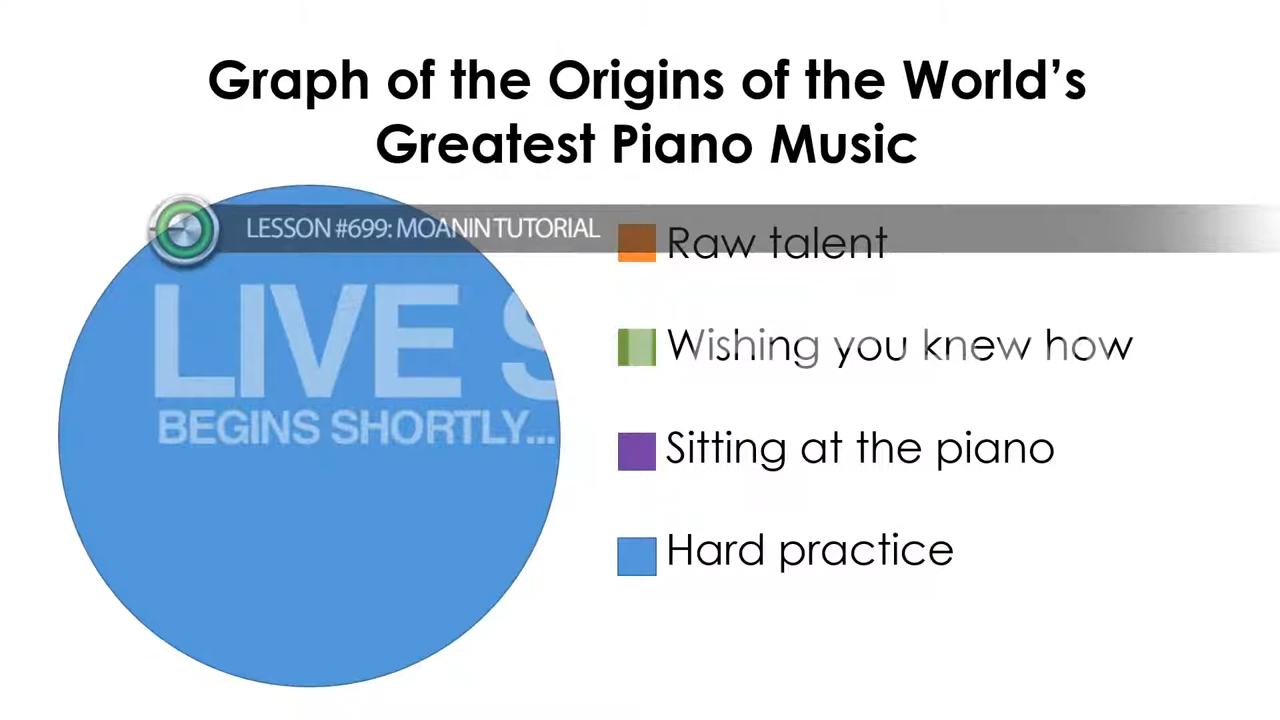 Graph of the Origins of the World’s
Greatest Piano Music
LESSON #699: MOANIN TUTORIAL
Raw talent
LIVE S
BEGINS SHORTLY...
Wishing you knew how
Sitting at the piano
Hard practice